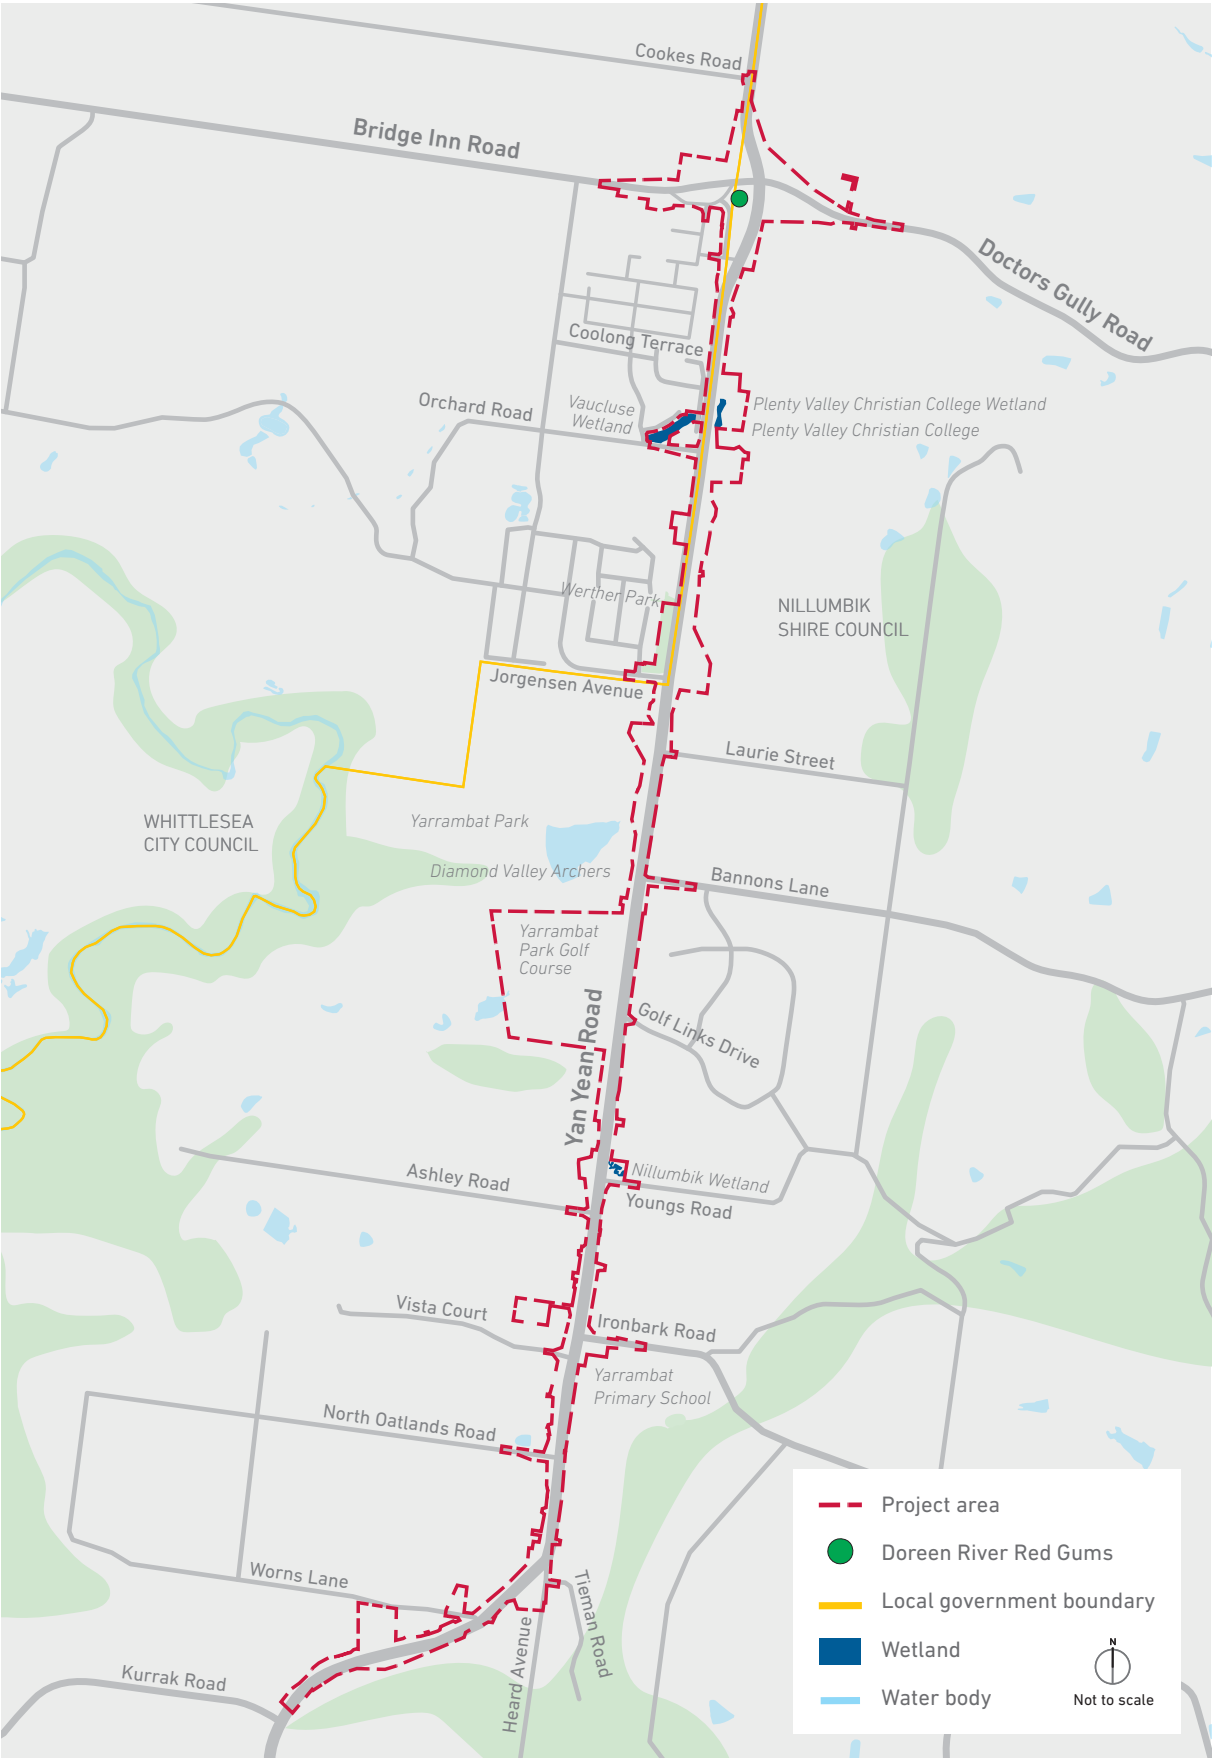 Cookes Road
Bridge Inn Road
Doctors Gully Road
Coolong Terrace
Orchard Road
Vaucluse
Wetland
Plenty Valley Christian College Wetland
Plenty Valley Christian College
Werther Park
NILLUMBIK
SHIRE COUNCIL
Jorgensen Avenue
Laurie Street
WHITTLESEA
CITY COUNCIL
Yarrambat Park
Diamond Valley Archers
Bannons Lane
Yarrambat
Park Golf
Course
Yan Yean Road
Golf Links Drive
Ashley Road
Nillumbik Wetland
Youngs Road
Vista Court
Ironbark Road
Yarrambat
Primary School
North Oatlands Road
Worns Lane
Tieman Road
Heard Avenue
Kurrak Road
Project area
Doreen River Red Gums
Local government boundary
Wetland
Water body
N
Not to scale